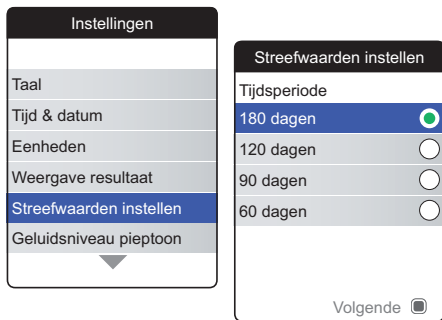 Instellingen
Taal
Tijd & datum
Eenheden
Weergave resultaat
Streefwaarden instellen
Geluidsniveau pieptoon
Streefwaarden instellen
Tijdsperiode
180 dagen
120 dagen
90 dagen
60 dagen
Volgende